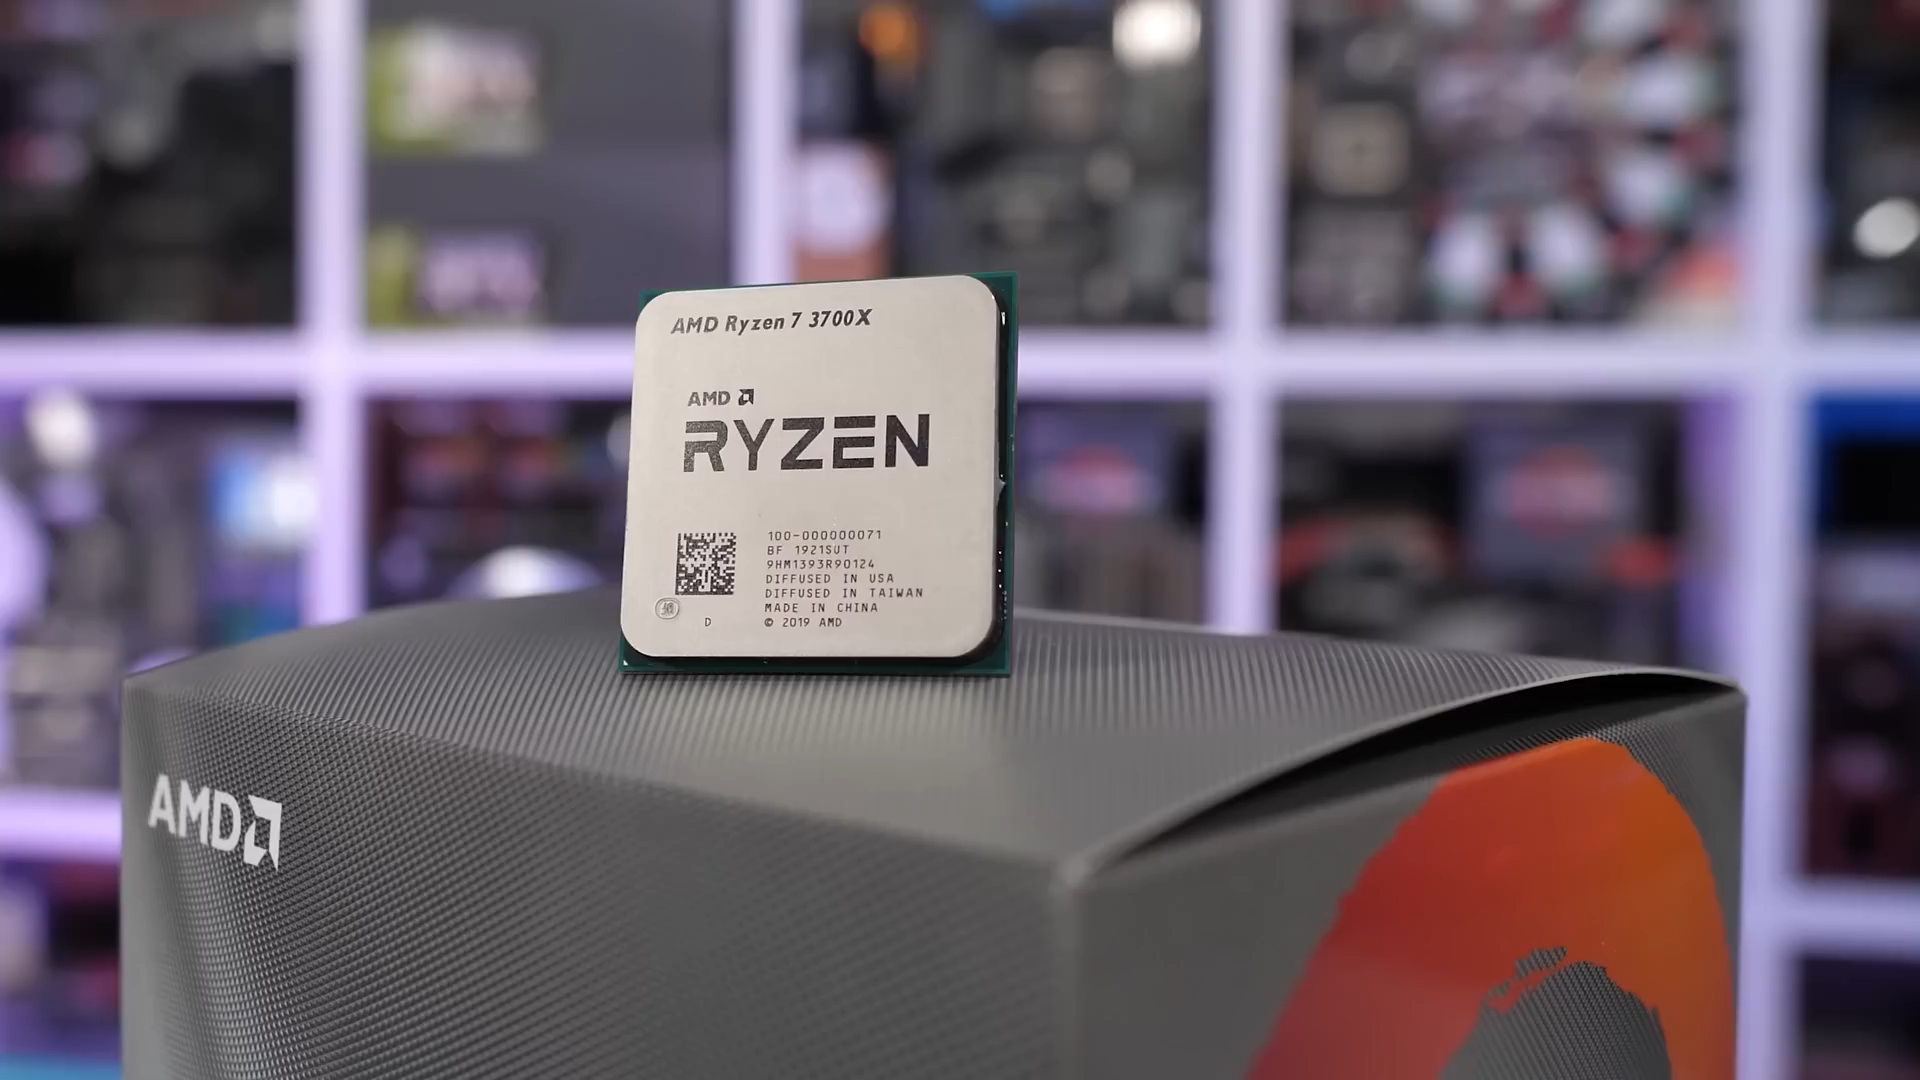 AMD Ryzen 7 3700X
AMD
RYZEN
100-000000071
BF 1921SUT
9HM1393R90124
DIFFUSED IN USA
DIFFUSED IN TAIWAN
MADE IN CHINA
© 2019 AMD
D
AMD